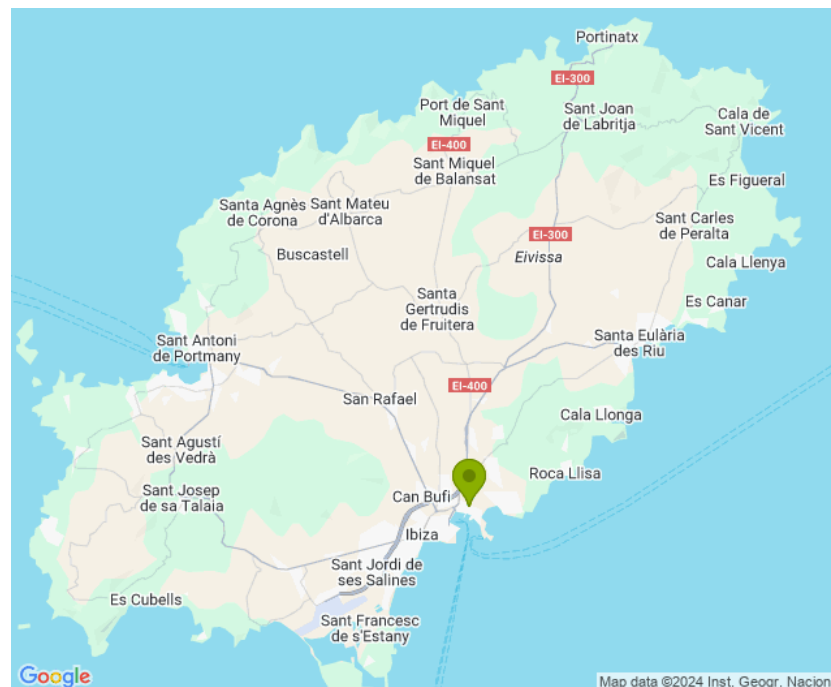 Portinatx
EI-300
Port de Sant
Miquel
Sant Joan
de Labritja
Cala de
Sant Vicent
EI-400
Sant Miquel
de Balansat
Es Figueral
Santa Agnès
de Corona
Sant Mateu
d'Albarca
Sant Carles
de Peralta
EI-300
Buscastell
Eivissa
Cala Llenya
Santa
Gertrudis
de Fruitera
Es Canar
Sant Antoni
de Portmany
Santa Eulària
des Riu
EI-400
San Rafael
Cala Llonga
Sant Agustí
des Vedrà
Roca Llisa
Sant Josep
de sa Talaia
Can Bufí
Ibiza
Sant Jordi de
ses Salines
Es Cubells
Sant Francesc
de s'Estany
Google
Map data ©2024 Inst. Geogr. Nacion